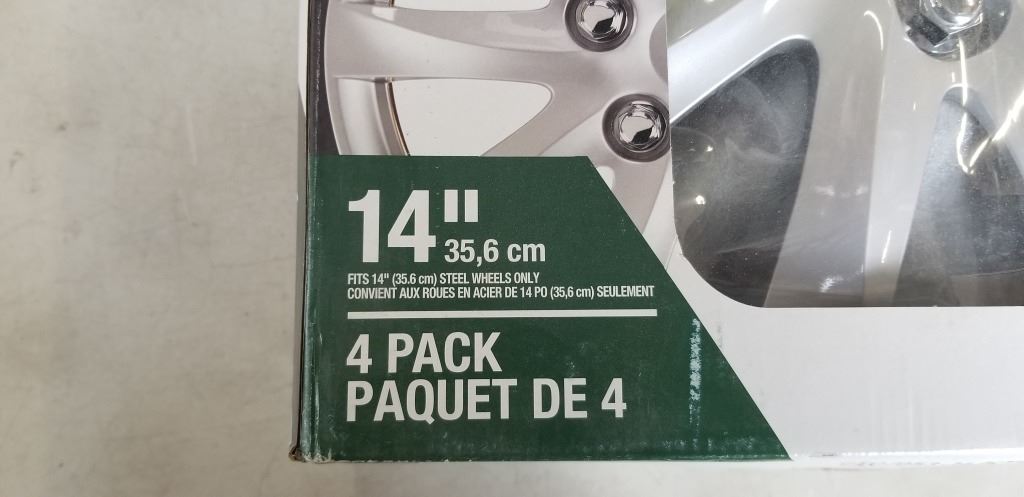 14"
35,6 cm
FITS 14" (35.6 cm) STEEL WHEELS ONLY
CONVIENT AUX ROUES EN ACIER DE 14 PO (35,6 cm) SEULEMENT
4 PACK
PAQUET DE 4